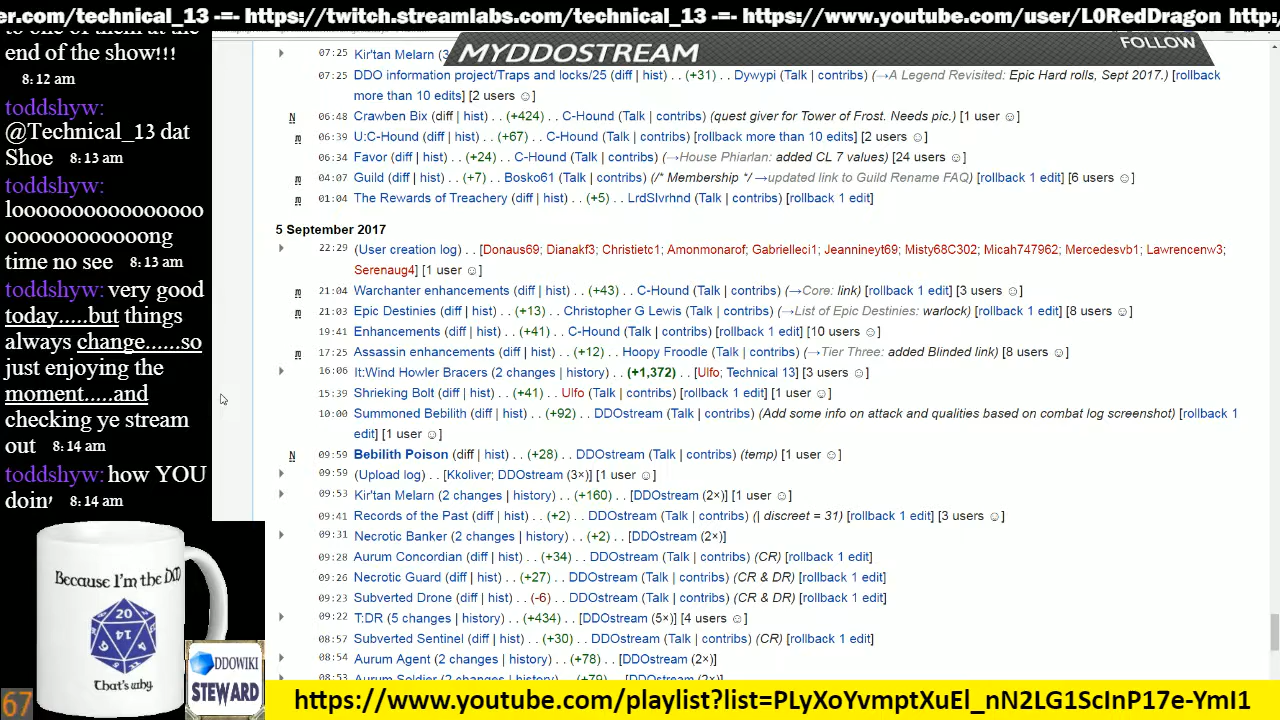 er.com/technical_13 -=- https://twitch.streamlabs.com/technical_13 -=- https://www.youtube.com/user/L0RedDragon http:
to one of them at the
end of the show!!!
8:12 am
toddshyw:
@Technical_13 dat
Shoe 8:13 am
toddshyw:
looooooooooooooooo
oooooooooooooong
time no see 8:13 am
toddshyw: very good
today.....but things
always change......so
just enjoying the
moment.....and
checking ye stream
out 8:14 am
toddshyw: how YOU
doin' 8:14 am
Because I'm the DM
20
14
That's why.
DDOWIKI
STEWARD
67
MYDDOSTREAM
FOLLOW
07:25 Kir'tan Melarn (3
07:25 DDO information project/Traps and locks/25 (diff | hist) . . (+31) . . Dywypi (Talk | contribs) (→A Legend Revisited: Epic Hard rolls, Sept 2017.) [rollback
more than 10 edits] [2 users ☺]
N 06:48 Crawben Bix (diff | hist) . . (+424) . . C-Hound (Talk | contribs) (quest giver for Tower of Frost. Needs pic.) [1 user ☺]
m 06:39 U:C-Hound (diff | hist) . . (+67) . . C-Hound (Talk | contribs) [rollback more than 10 edits] [2 users ☺]
06:34 Favor (diff | hist) . . (+24) . . C-Hound (Talk | contribs) (→House Phiarlan: added CL 7 values) [24 users ☺]
m 04:07 Guild (diff | hist) . . (+7) . . Bosko61 (Talk | contribs) (/* Membership */ →updated link to Guild Rename FAQ) [rollback 1 edit] [6 users ☺]
m 01:04 The Rewards of Treachery (diff | hist) . . (+5) . . LrdSlvrhnd (Talk | contribs) [rollback 1 edit]
5 September 2017
22:29 (User creation log) . . [Donaus69; Dianakf3; Christietc1; Amonmonarof; Gabrielleci1; Jeannineyt69; Misty68C302; Micah747962; Mercedesvb1; Lawrencenw3;
Serenaug4] [1 user ☺]
m 21:04 Warchanter enhancements (diff | hist) . . (+43) . . C-Hound (Talk | contribs) (→Core: link) [rollback 1 edit] [3 users ☺]
m 21:03 Epic Destinies (diff | hist) . . (+13) . . Christopher G Lewis (Talk | contribs) (→List of Epic Destinies: warlock) [rollback 1 edit] [8 users ☺]
19:41 Enhancements (diff | hist) . . (+41) . . C-Hound (Talk | contribs) [rollback 1 edit] [10 users ☺]
m 17:25 Assassin enhancements (diff | hist) . . (+12) . . Hoopy Froodle (Talk | contribs) (→Tier Three: added Blinded link) [8 users ☺]
16:06 It:Wind Howler Bracers (2 changes | history) . . (+1,372) . . [Ulfo; Technical 13] [3 users ☺]
15:39 Shrieking Bolt (diff | hist) . . (+41) . . Ulfo (Talk | contribs) [rollback 1 edit] [1 user ☺]
10:00 Summoned Bebilith (diff | hist) . . (+92) . . DDOstream (Talk | contribs) (Add some info on attack and qualities based on combat log screenshot) [rollback 1
edit] [1 user ☺]
N 09:59 Bebilith Poison (diff | hist) . . (+28) . . DDOstream (Talk | contribs) (temp) [1 user ☺]
09:59 (Upload log) . . [Kkoliver; DDOstream (3×)] [1 user ☺]
09:53 Kir'tan Melarn (2 changes | history) . . (+160) . . [DDOstream (2×)] [1 user ☺]
09:41 Records of the Past (diff | hist) . . (+2) . . DDOstream (Talk | contribs) (| discreet = 31) [rollback 1 edit] [3 users ☺]
09:31 Necrotic Banker (2 changes | history) . . (+2) . . [DDOstream (2×)]
09:28 Aurum Concordian (diff | hist) . . (+34) . . DDOstream (Talk | contribs) (CR) [rollback 1 edit]
09:26 Necrotic Guard (diff | hist) . . (+27) . . DDOstream (Talk | contribs) (CR & DR) [rollback 1 edit]
09:23 Subverted Drone (diff | hist) . . (-6) . . DDOstream (Talk | contribs) (CR & DR) [rollback 1 edit]
09:22 T:DR (5 changes | history) . . (+434) . . [DDOstream (5×)] [4 users ☺]
08:57 Subverted Sentinel (diff | hist) . . (+30) . . DDOstream (Talk | contribs) (CR) [rollback 1 edit]
08:54 Aurum Agent (2 changes | history) . . (+78) . . [DDOstream (2×)]
08:53 Aurum Soldier (2 changes | history) . . (+79) . . [DDOstream (2×)]
https://www.youtube.com/playlist?list=PLyXoYvmptXuEl_nN2LG1ScInP17e-YmI1